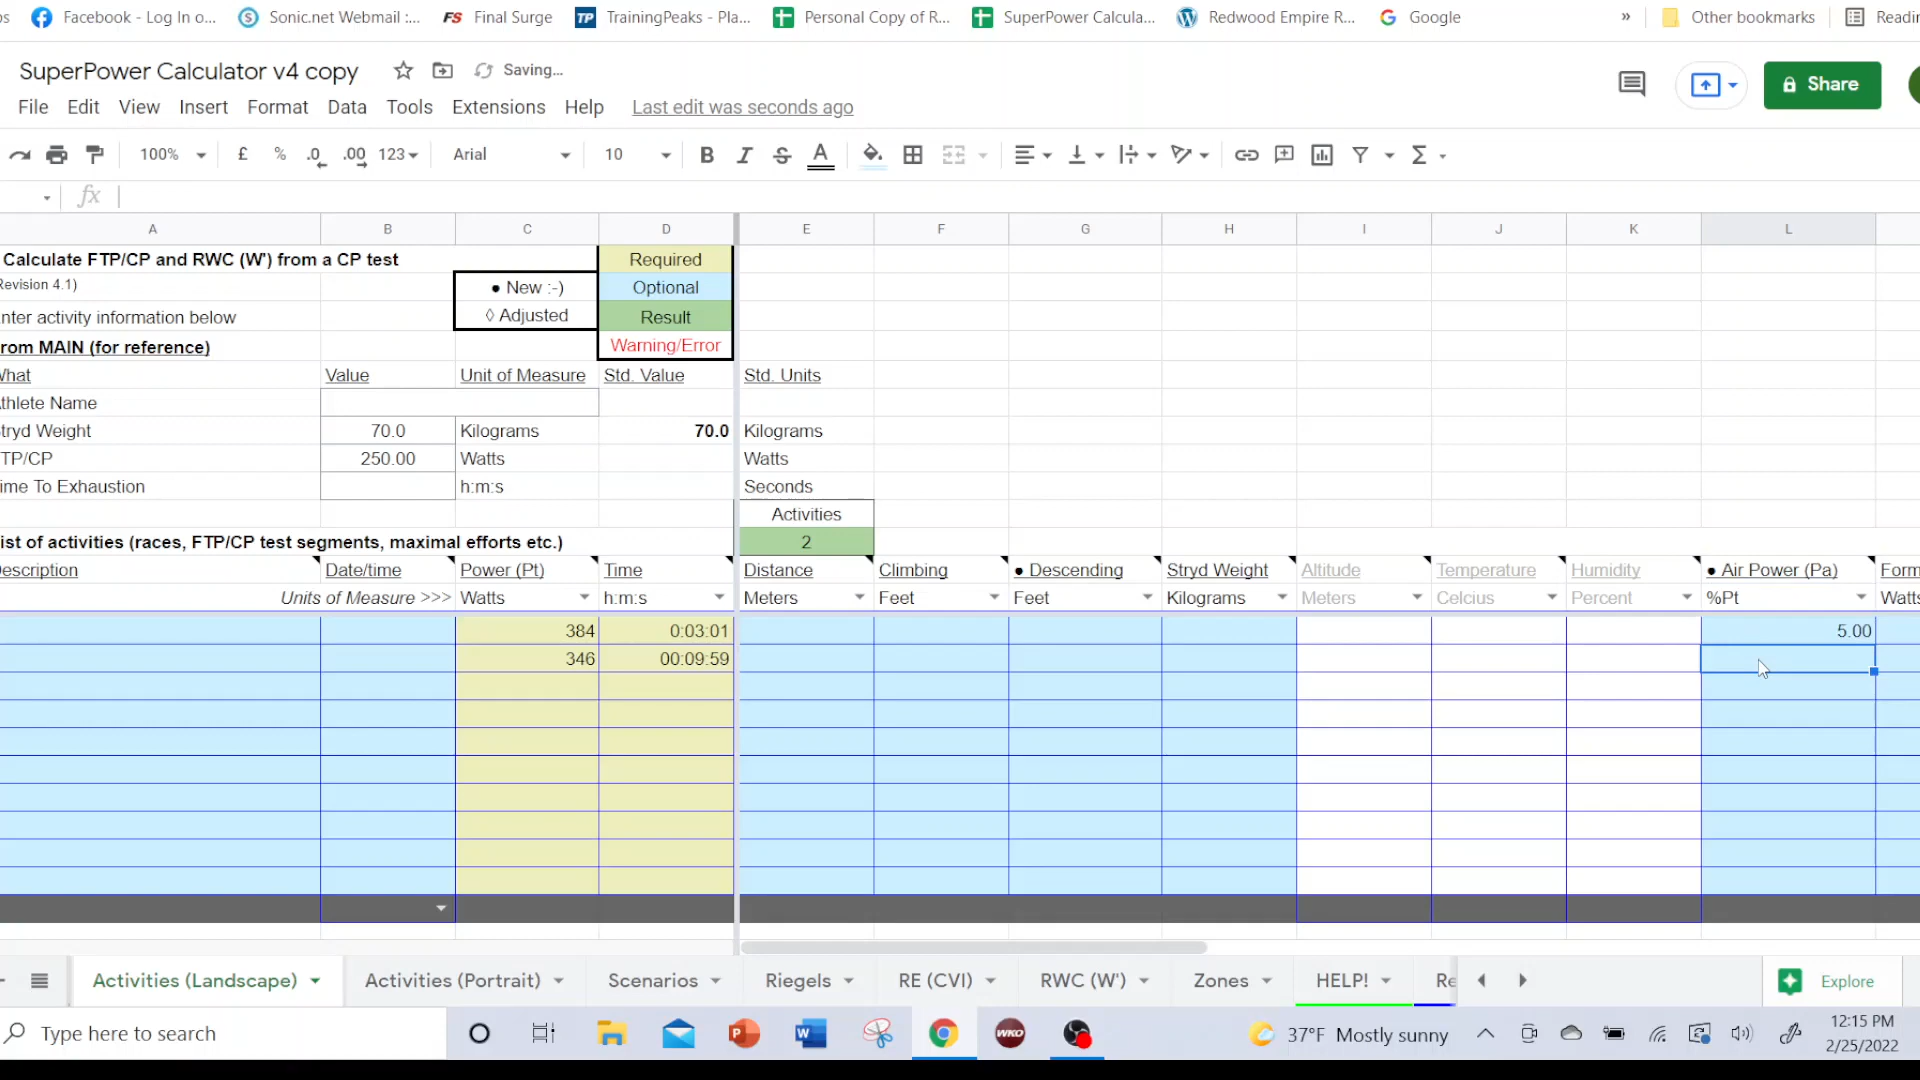 Facebook - Log In o... Sonic.net Webmail :... FS Final Surge TP TrainingPeaks - Pla... Personal Copy of R... SuperPower Calcula... Redwood Empire R... Google » Other bookmarks Readin
SuperPower Calculator v4 copy Saving...
Share
File Edit View Insert Format Data Tools Extensions Help Last edit was seconds ago
100% £ % .0 .00 123 Arial 10 B I S A Σ
fx
A B C D E F G H I J K L
Calculate FTP/CP and RWC (W') from a CP test Required
Revision 4.1) ● New :-) Optional
nter activity information below ◊ Adjusted Result
rom MAIN (for reference) Warning/Error
What Value Unit of Measure Std. Value Std. Units
thlete Name
tryd Weight 70.0 Kilograms 70.0 Kilograms
TP/CP 250.00 Watts Watts
ime To Exhaustion h:m:s Seconds
Activities
ist of activities (races, FTP/CP test segments, maximal efforts etc.) 2
escription Date/time Power (Pt) Time Distance Climbing ● Descending Stryd Weight Altitude Temperature Humidity ● Air Power (Pa) Form
Units of Measure >>> Watts h:m:s Meters Feet Feet Kilograms Meters Celcius Percent %Pt Watts
384 0:03:01 5.00
346 00:09:59
Activities (Landscape) Activities (Portrait) Scenarios Riegels RE (CVI) RWC (W') Zones HELP! Re Explore
Type here to search WKO 37°F Mostly sunny 12:15 PM
2/25/2022